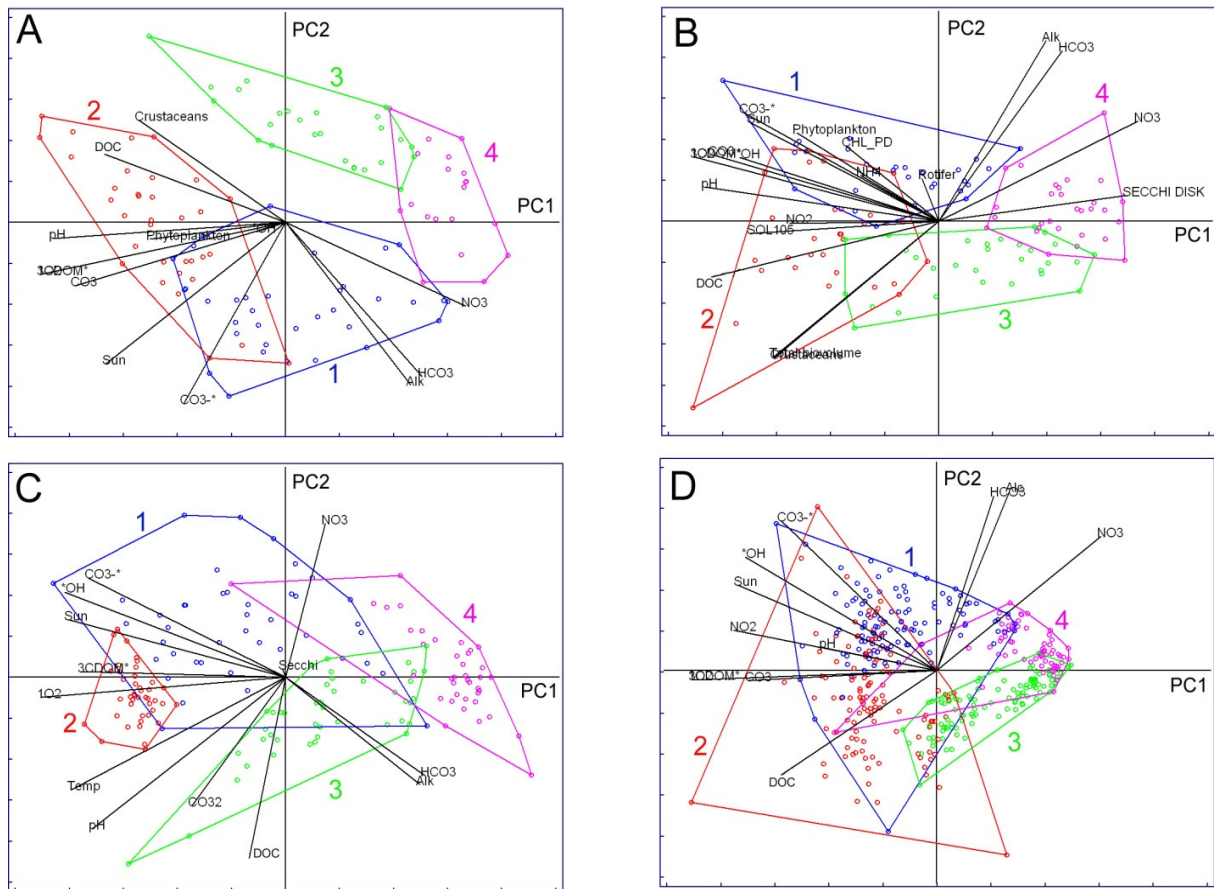 A
PC2
3
2
Crustaceans
DOC
4
PC1
*OH
pH
Phytoplankton
CO3
NO3
Sun
1
HCO3
Alk
CO3-*
B
PC2
Alk
HCO3
1
4
CO3-*
Sun
NO3
Phytoplankton
CHL_PD
NH4
Rotifer
pH
SECCHI DISK
NO2
SOL105
PC1
DOC
2
3
C
PC2
NO3
1
CO3-*
*OH
4
Sun
Secchi
3CDOM*
PC1
1O2
2
HCO3
Alk
Temp
CO32
3
pH
DOC
D
PC2
HCO3
CO3-*
NO3
*OH
1
Sun
4
NO2
pH
CO3
PC1
2
3
DOC